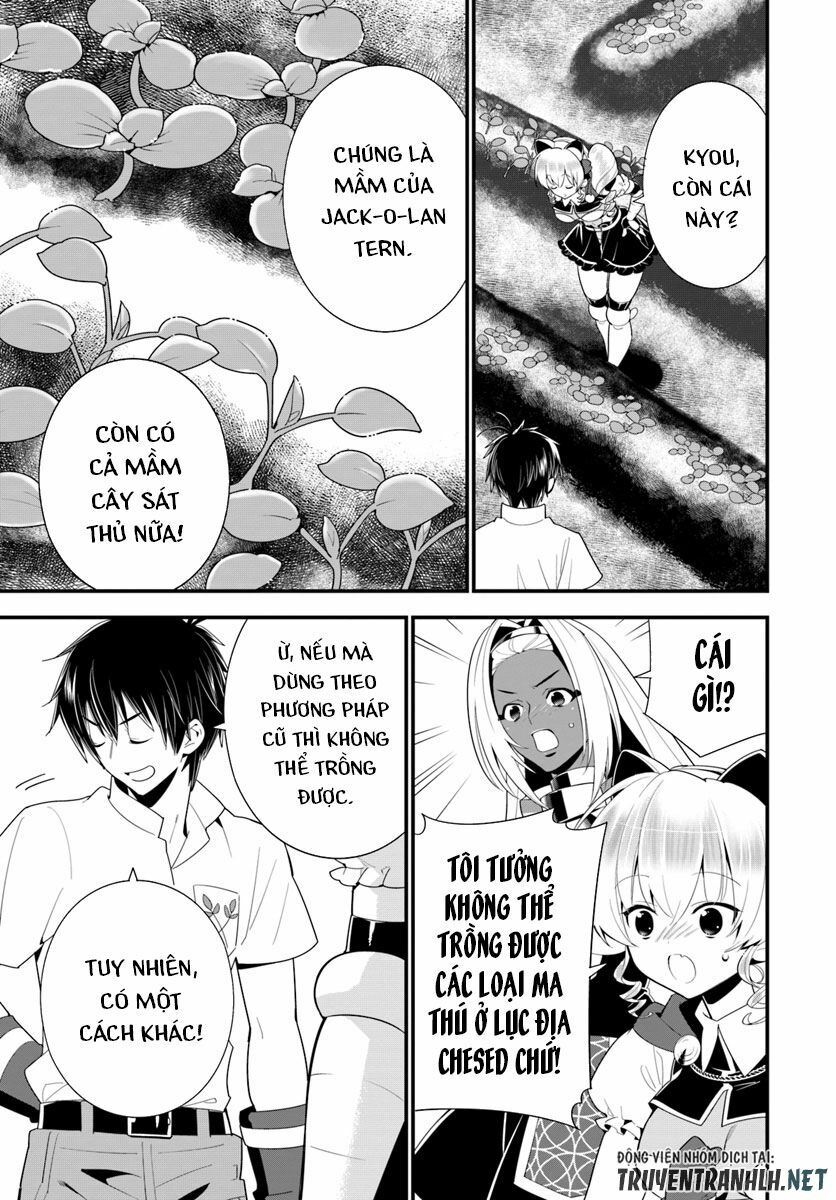 KYOU,
CÒN CÁI
NÀY?
CHÚNG LÀ
MẦM CỦA
JACK-O-LAN
TERN.
CÒN CÓ
CẢ MẦM
CÂY SÁT
THỦ NỮA!
CÁI
GÌ!?
TÔI TƯỞNG
KHÔNG THỂ
TRỒNG ĐƯỢC
CÁC LOẠI MA
THÚ Ở LỤC ĐỊA
CHESED CHỨ!
Ừ, NẾU MÀ
DÙNG THEO
PHƯƠNG PHÁP
CŨ THÌ KHÔNG
THỂ TRỒNG
ĐƯỢC.
TUY NHIÊN,
CÓ MỘT
CÁCH KHÁC!
ĐỘNG VIÊN NHÓM DỊCH TẠI:
TRUYENTRANHLH.NET